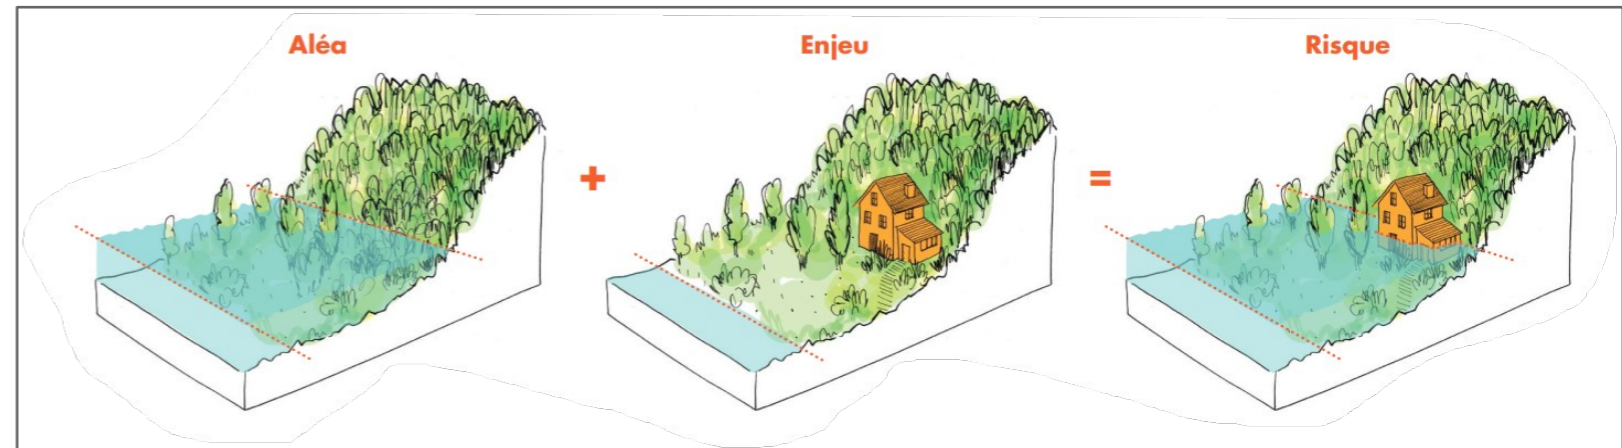 Aléa
Enjeu
Risque
+
=